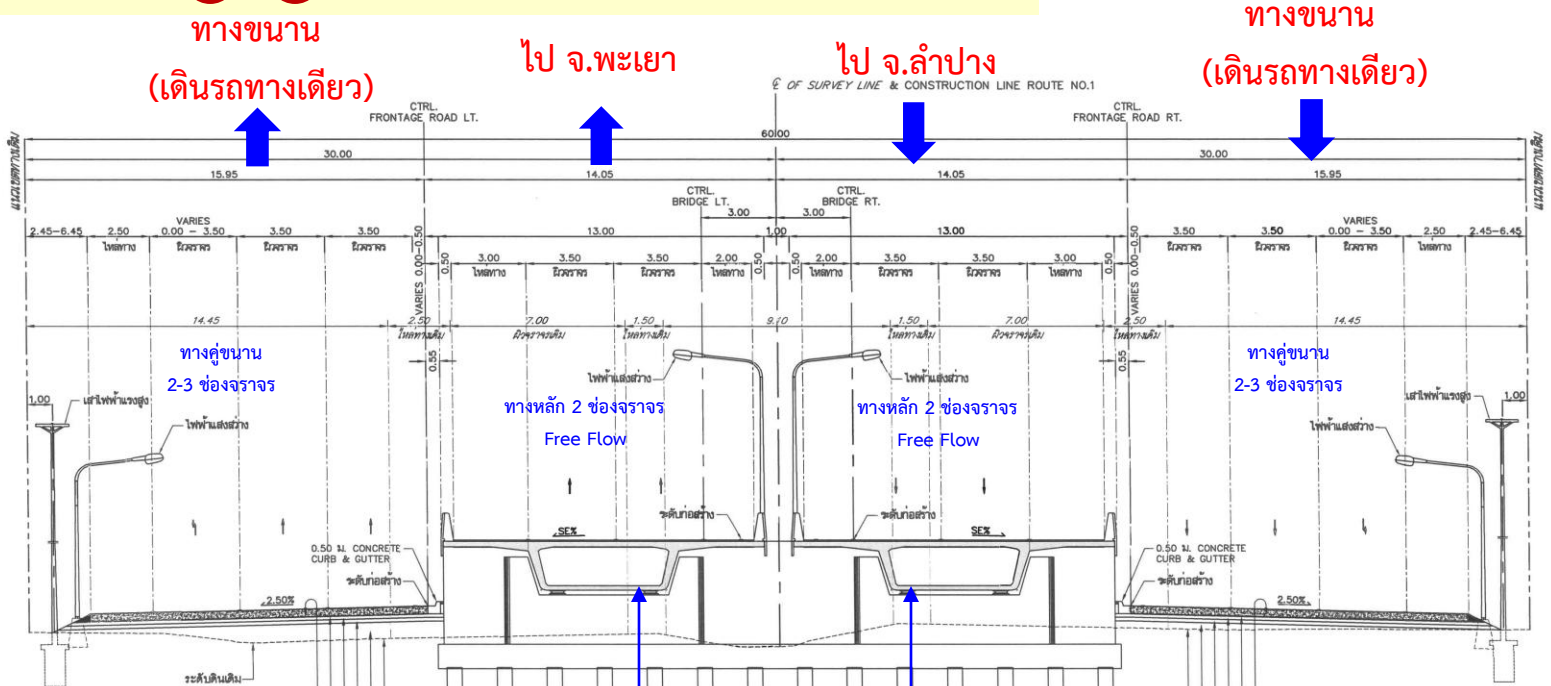 ทางขนาน
(เดินรถทางเดียว)
ไป จ.พะเยา
ไป จ.ลำปาง
ทางขนาน
(เดินรถทางเดียว)
℄ OF SURVEY LINE & CONSTRUCTION LINE ROUTE NO.1
CTRL.
FRONTAGE ROAD LT.
CTRL.
FRONTAGE ROAD RT.
60.00
30.00
30.00
15.95
14.05
14.05
15.95
แนวเขตทางเดิม
แนวเขตทางเดิม
CTRL.
BRIDGE LT.
CTRL.
BRIDGE RT.
3.00
3.00
VARIES
VARIES
2.45-6.45
2.50
0.00 - 3.50
3.50
3.50
VARIES 0.00-0.50
13.00
1.00
13.00
VARIES 0.00-0.50
3.50
3.50
0.00 - 3.50
2.50
2.45-6.45
ไหล่ทาง
ผิวจราจร
ผิวจราจร
ผิวจราจร
ผิวจราจร
ผิวจราจร
ผิวจราจร
ไหล่ทาง
0.50
3.00
3.50
3.50
2.00
0.50
0.50
2.00
3.50
3.50
3.00
0.50
ไหล่ทาง
ผิวจราจร
ผิวจราจร
ไหล่ทาง
ไหล่ทาง
ผิวจราจร
ผิวจราจร
ไหล่ทาง
14.45
2.50
7.00
1.50
9.10
1.50
7.00
2.50
14.45
ไหล่ทางเดิม
ผิวจราจรเดิม
ไหล่ทางเดิม
ไหล่ทางเดิม
ผิวจราจรเดิม
ไหล่ทางเดิม
0.55
0.55
ทางคู่ขนาน
2-3 ช่องจราจร
ไฟฟ้าแสงสว่าง
ทางหลัก 2 ช่องจราจร
Free Flow
ไฟฟ้าแสงสว่าง
ทางหลัก 2 ช่องจราจร
Free Flow
ทางคู่ขนาน
2-3 ช่องจราจร
1.00
เสาไฟฟ้าแรงสูง
ไฟฟ้าแสงสว่าง
เสาไฟฟ้าแรงสูง
1.00
ไฟฟ้าแสงสว่าง
ระดับก่อสร้าง
ระดับก่อสร้าง
SE%
SE%
0.50 ม. CONCRETE
CURB & GUTTER
ระดับก่อสร้าง
0.50 ม. CONCRETE
CURB & GUTTER
ระดับก่อสร้าง
2.50%
2.50%
ระดับดินเดิม